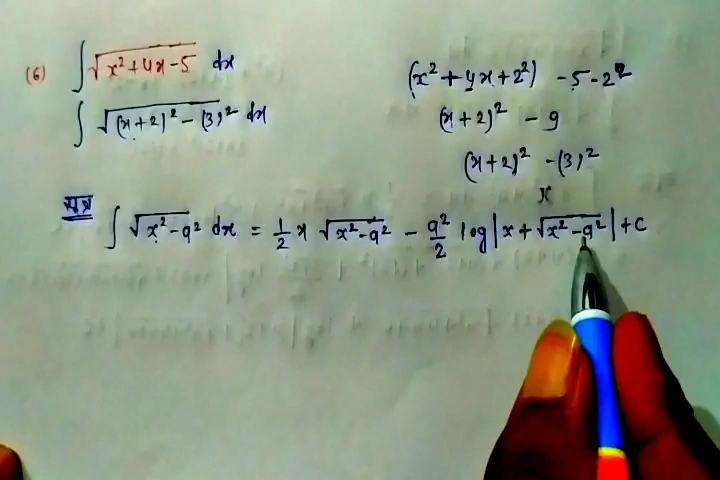 (6) ∫ √x² + 4x - 5 dx
∫ √(x + 2)² - (3)² dx
(x² + 4x + 2²) - 5 - 2²
(x + 2)² - 9
(x + 2)² - (3)²
x
सूत्र ∫ √x² - a² dx = 1/2 x √x² - a² - a²/2 log | x + √x² - a² | + c